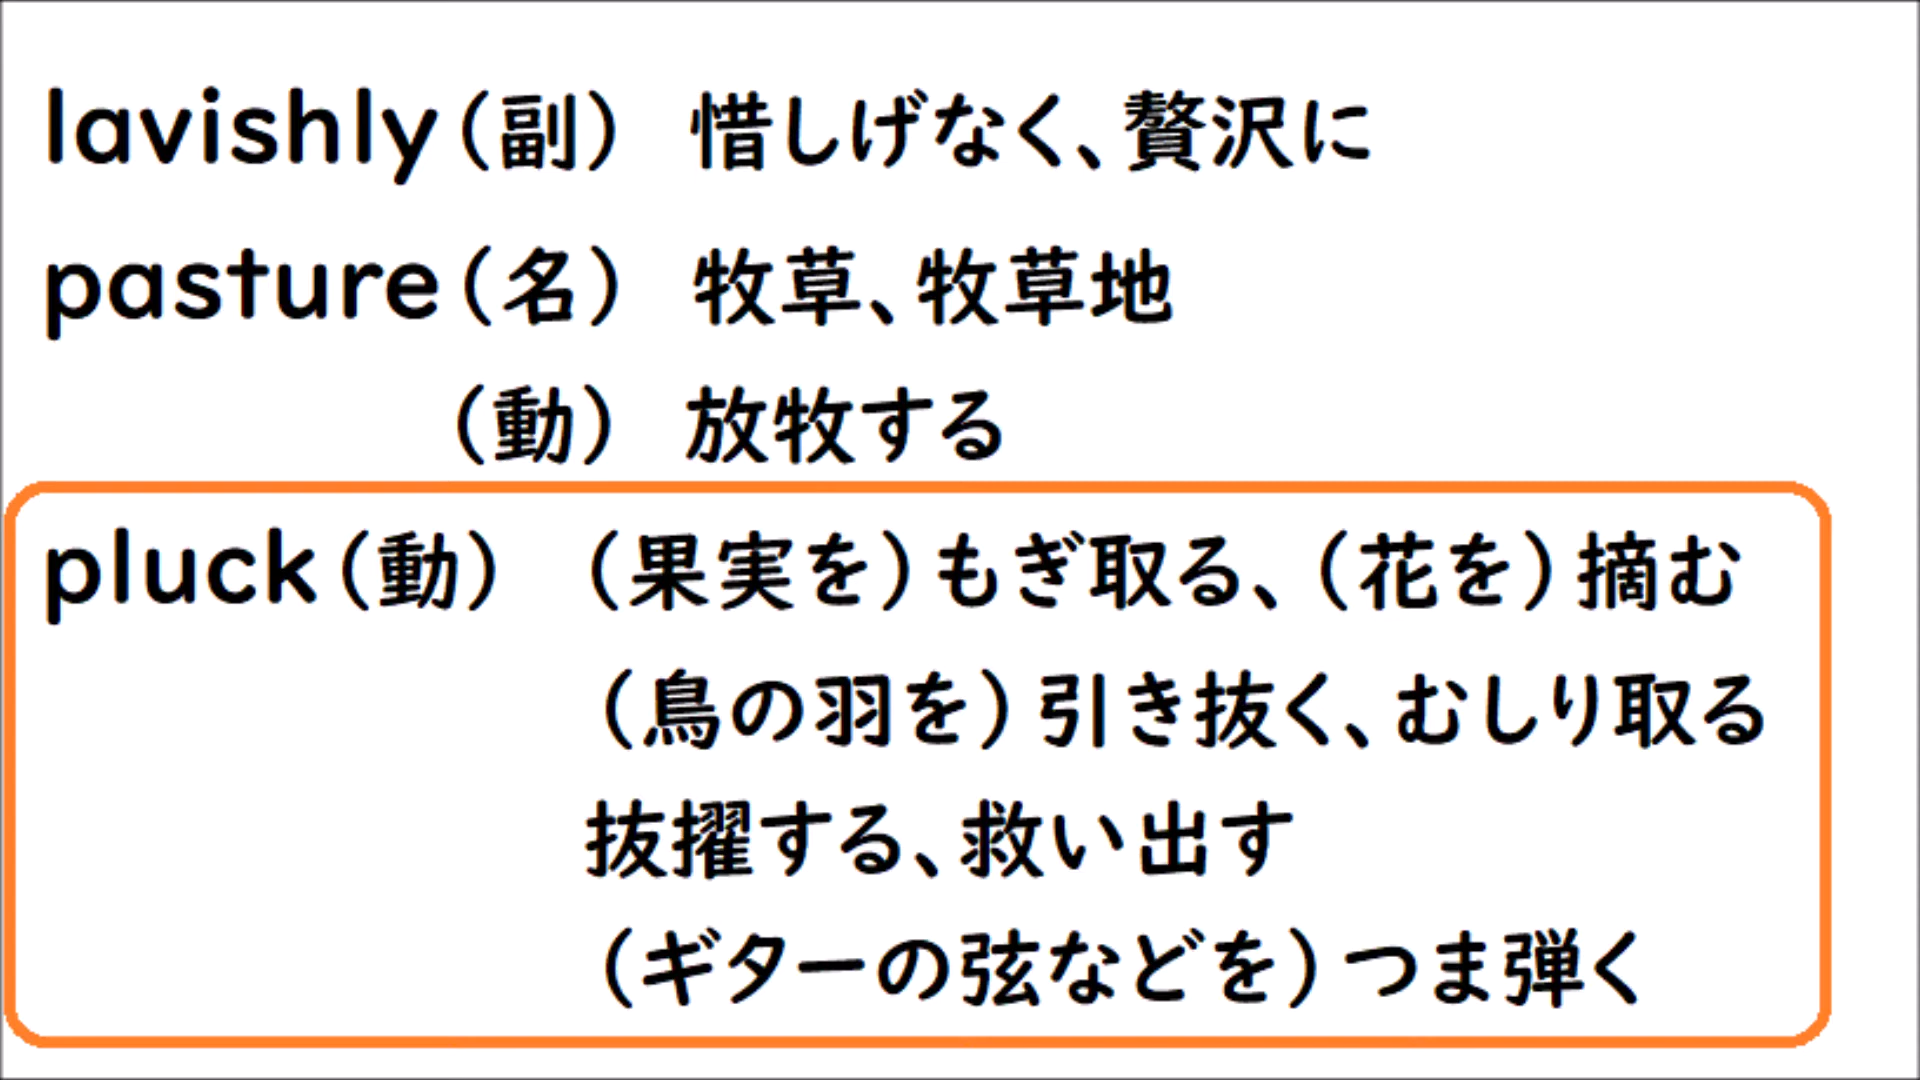 lavishly（副） 惜しげなく、贅沢に
pasture（名） 牧草、牧草地
（動） 放牧する
pluck（動） （果実を）もぎ取る、（花を）摘む
（鳥の羽を）引き抜く、むしり取る
抜擢する、救い出す
（ギターの弦などを）つま弾く